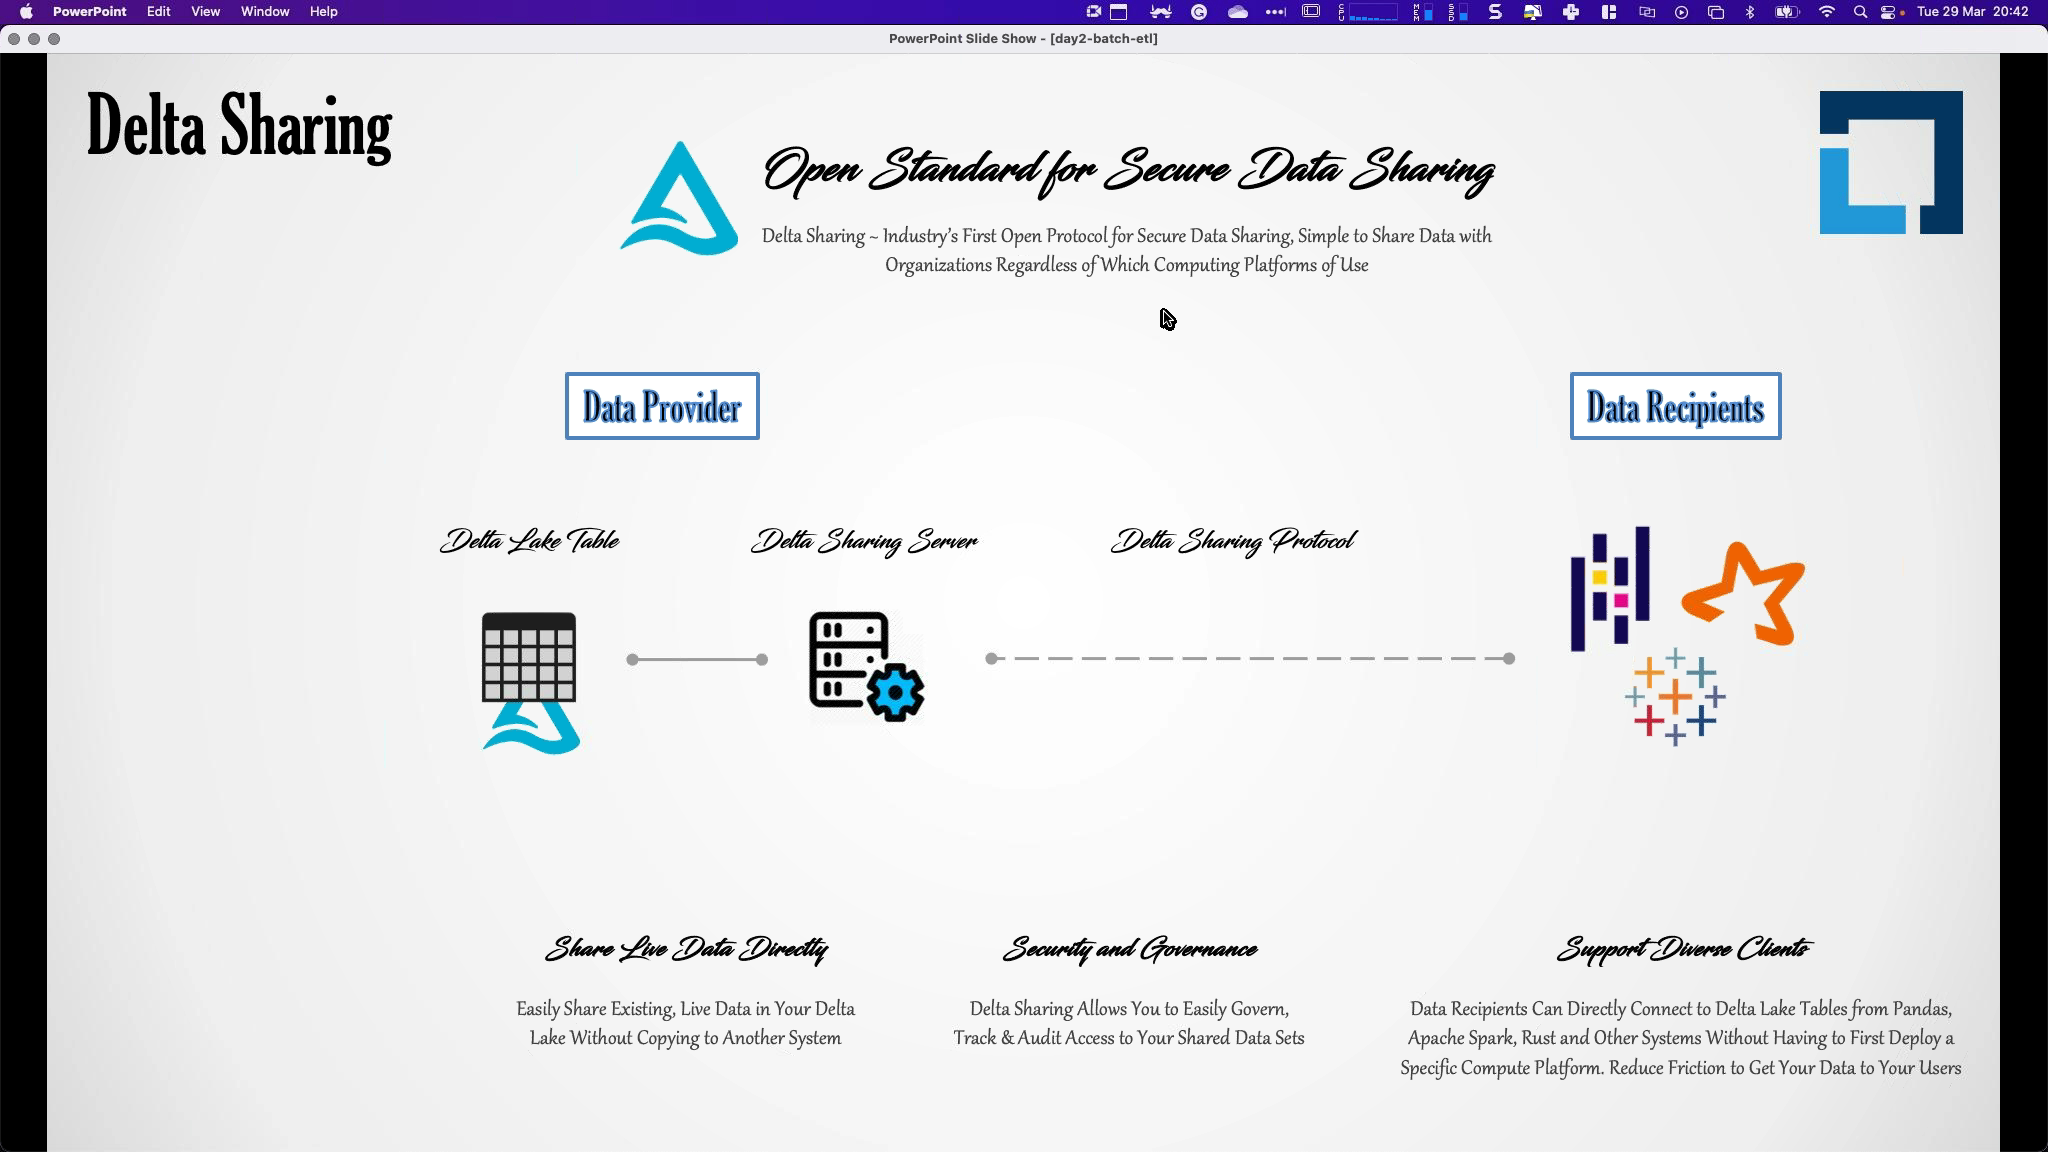 PowerPoint Edit View Window Help
Tue 29 Mar 20:42
PowerPoint Slide Show - [day2-batch-etl]
Delta Sharing
Open Standard for Secure Data Sharing
Delta Sharing ~ Industry's First Open Protocol for Secure Data Sharing, Simple to Share Data with
Organizations Regardless of Which Computing Platforms of Use
Data Provider
Data Recipients
Delta Lake Table
Delta Sharing Server
Delta Sharing Protocol
Share Live Data Directly
Easily Share Existing, Live Data in Your Delta
Lake Without Copying to Another System
Security and Governance
Delta Sharing Allows You to Easily Govern,
Track & Audit Access to Your Shared Data Sets
Support Diverse Clients
Data Recipients Can Directly Connect to Delta Lake Tables from Pandas,
Apache Spark, Rust and Other Systems Without Having to First Deploy a
Specific Compute Platform. Reduce Friction to Get Your Data to Your Users